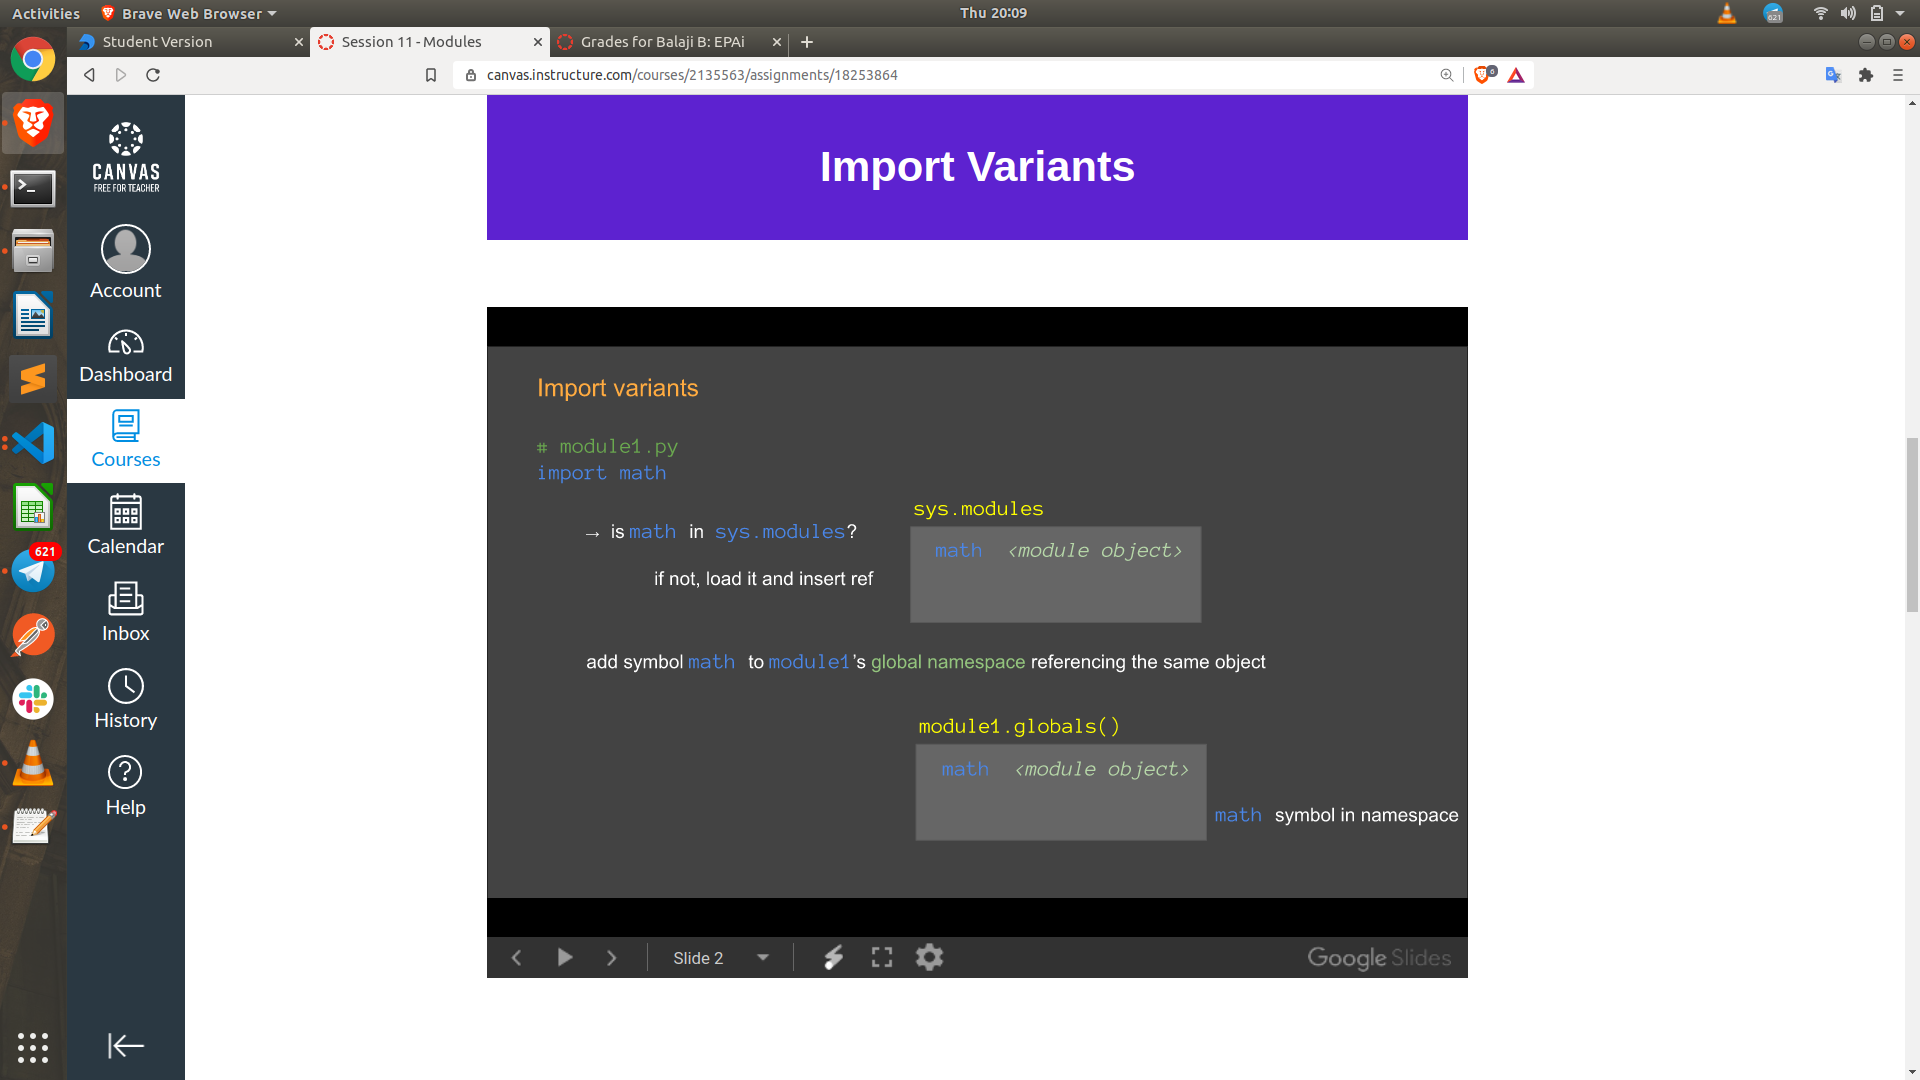 Activities
Brave Web Browser
Thu 20:09
621
Student Version
Session 11 - Modules
Grades for Balaji B: EPAi
canvas.instructure.com/courses/2135563/assignments/18253864
6
CANVAS
FREE FOR TEACHER
Account
Dashboard
Courses
Calendar
621
Inbox
History
Help
Import Variants
Import variants
# module1.py
import math
→ is math in sys.modules?
if not, load it and insert ref
sys.modules
math <module object>
add symbol math to module1's global namespace referencing the same object
module1.globals()
math <module object>
math symbol in namespace
Slide 2
Google Slides